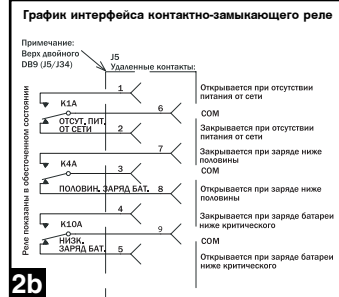 График интерфейса контактно-замыкающего реле
Примечание:
Верх двойного
DB9 (J5/J34)
J5
Удаленные контакты:
Реле показаны в обесточенном состоянии
1
Открывается при отсутствии
питания от сети
K1A
6
COM
ОТСУТ. ПИТ.
ОТ СЕТИ
2
Закрывается при отсутствии
питания от сети
7
Закрывается при заряде ниже
половины
K4A
3
COM
ПОЛОВИН. ЗАРЯД БАТ.
8
Открывается при заряде ниже
половины
4
Закрывается при заряде батареи
ниже критического
K10A
9
COM
НИЗК.
ЗАРЯД БАТ.
5
Открывается при заряде батареи
ниже критического
2b